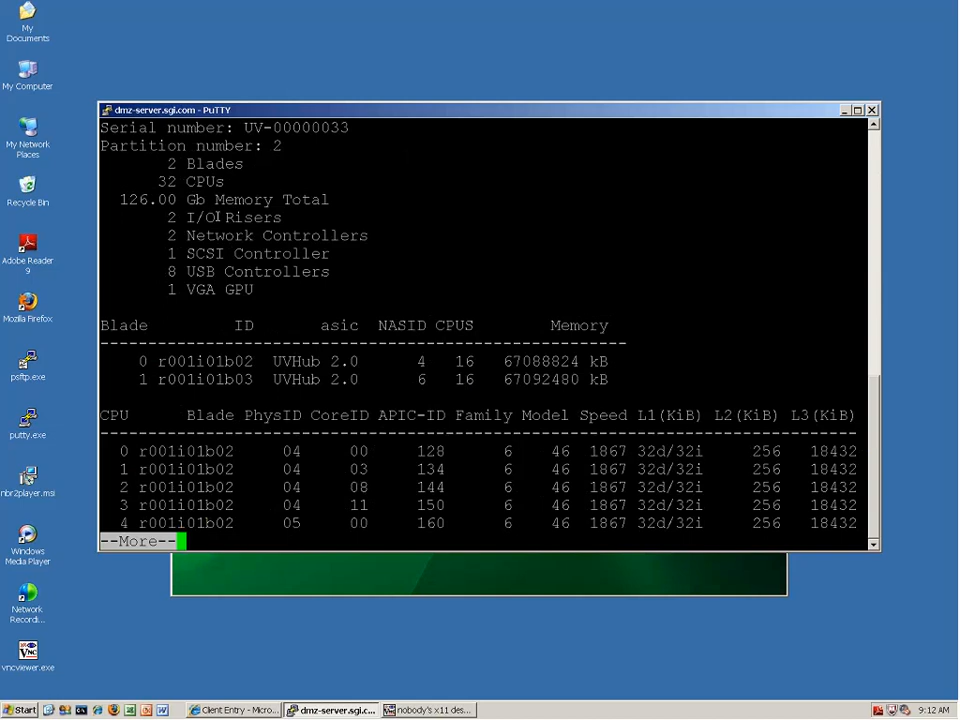 My
Documents
My Computer
My Network
Places
Recycle Bin
Adobe Reader
9
Mozilla Firefox
psftp.exe
putty.exe
nbr2player.msi
Windows
Media Player
Network
Recordi...
vncviewer.exe
dmz-server.sgi.com - PuTTY
Serial number: UV-00000033
Partition number: 2
2 Blades
32 CPUs
126.00 Gb Memory Total
2 I/O Risers
2 Network Controllers
1 SCSI Controller
8 USB Controllers
1 VGA GPU
Blade ID asic NASID CPUS Memory
-------------------------------------------------------
0 r001i01b02 UVHub 2.0 4 16 67088824 kB
1 r001i01b03 UVHub 2.0 6 16 67092480 kB
CPU Blade PhysID CoreID APIC-ID Family Model Speed L1(KiB) L2(KiB) L3(KiB)
-------------------------------------------------------------------------------
0 r001i01b02 04 00 128 6 46 1867 32d/32i 256 18432
1 r001i01b02 04 03 134 6 46 1867 32d/32i 256 18432
2 r001i01b02 04 08 144 6 46 1867 32d/32i 256 18432
3 r001i01b02 04 11 150 6 46 1867 32d/32i 256 18432
4 r001i01b02 05 00 160 6 46 1867 32d/32i 256 18432
--More--
Start
Client Entry - Micro...
dmz-server.sgi.com...
nobody's x11 des...
9:12 AM